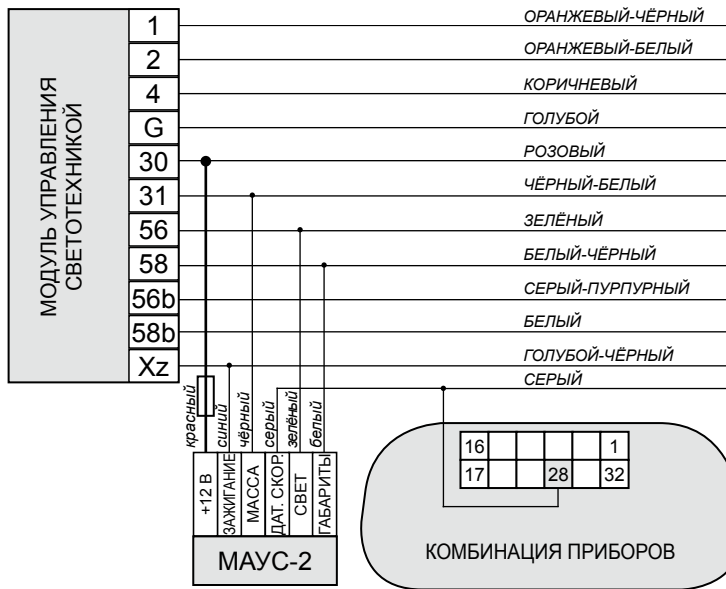 МОДУЛЬ УПРАВЛЕНИЯ
СВЕТОТЕХНИКОЙ
1
ОРАНЖЕВЫЙ-ЧЁРНЫЙ
2
ОРАНЖЕВЫЙ-БЕЛЫЙ
4
КОРИЧНЕВЫЙ
G
ГОЛУБОЙ
30
РОЗОВЫЙ
31
ЧЁРНЫЙ-БЕЛЫЙ
56
ЗЕЛЁНЫЙ
58
БЕЛЫЙ-ЧЁРНЫЙ
56b
СЕРЫЙ-ПУРПУРНЫЙ
58b
БЕЛЫЙ
Xz
ГОЛУБОЙ-ЧЁРНЫЙ
СЕРЫЙ
красный
синий
чёрный
серый
зелёный
белый
+12 В
ЗАЖИГАНИЕ
МАССА
ДАТ. СКОР.
СВЕТ
ГАБАРИТЫ
МАУС-2
16 1
17 28 32
КОМБИНАЦИЯ ПРИБОРОВ